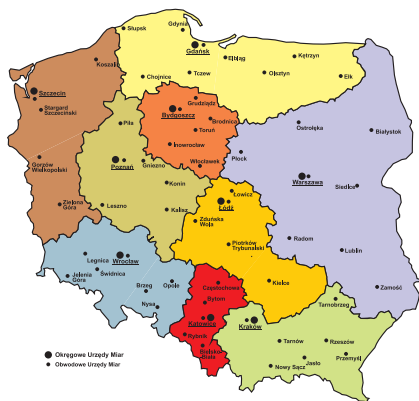 Gdynia
Słupsk
Gdańsk
Elbląg
Kętrzyn
Koszalin
Chojnice
Tczew
Olsztyn
Ełk
Szczecin
Stargard
Szczeciński
Grudziądz
Bydgoszcz
Brodnica
Piła
Toruń
Ostrołęka
Białystok
Inowrocław
Gorzów
Wielkopolski
Poznań
Gniezno
Włocławek
Płock
Warszawa
Siedlce
Konin
Łowicz
Zielona
Góra
Leszno
Kalisz
Łódź
Zduńska
Wola
Piotrków
Trybunalski
Radom
Lublin
Legnica
Wrocław
Jelenia
Góra
Świdnica
Brzeg
Opole
Nysa
Częstochowa
Bytom
Kielce
Zamość
Tarnobrzeg
Katowice
Kraków
Rybnik
Bielsko-
Biała
Tarnów
Rzeszów
Nowy Sącz
Jasło
Przemyśl
Okręgowe Urzędy Miar
Obwodowe Urzędy Miar